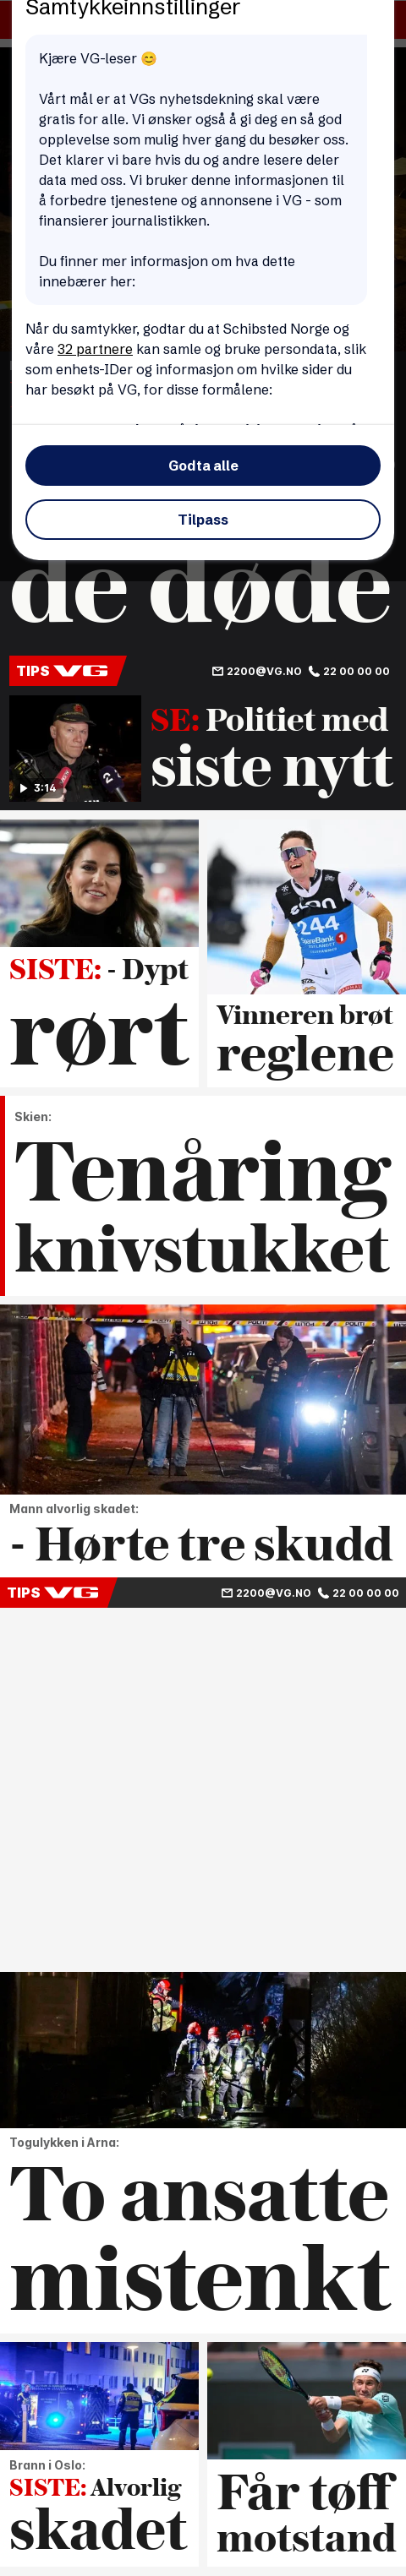 Samtykkeinnstillinger
Kjære VG-leser 😊
Vårt mål er at VGs nyhetsdekning skal være
gratis for alle. Vi ønsker også å gi deg en så god
opplevelse som mulig hver gang du besøker oss.
Det klarer vi bare hvis du og andre lesere deler
data med oss. Vi bruker denne informasjonen til
å forbedre tjenestene og annonsene i VG - som
finansierer journalistikken.
Du finner mer informasjon om hva dette
innebærer her:
Når du samtykker, godtar du at Schibsted Norge og
våre 32 partnere kan samle og bruke persondata, slik
som enhets-IDer og informasjon om hvilke sider du
har besøkt på VG, for disse formålene:
Godta alle
Tilpass
de døde
TIPS VG 2200@VG.NO 22 00 00 00
3:14
SE: Politiet med
siste nytt
SISTE: - Dypt
rørt
244
Vinneren brøt
reglene
Skien:
Tenåring
knivstukket
Mann alvorlig skadet:
- Hørte tre skudd
TIPS VG 2200@VG.NO 22 00 00 00
Togulykken i Arna:
To ansatte
mistenkt
Brann i Oslo:
SISTE: Alvorlig
skadet
Får tøff
motstand